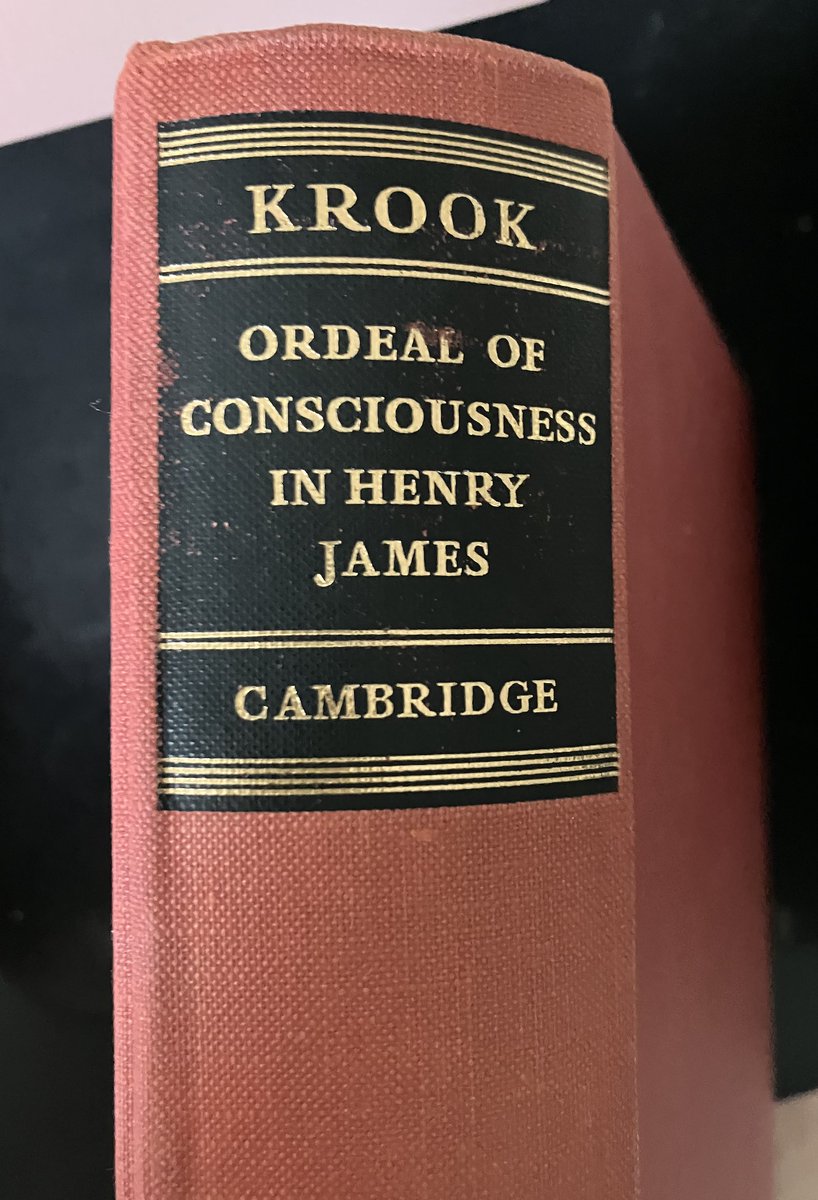 KROOK
ORDEAL OF
CONSCIOUSNESS
IN HENRY
JAMES
CAMBRIDGE